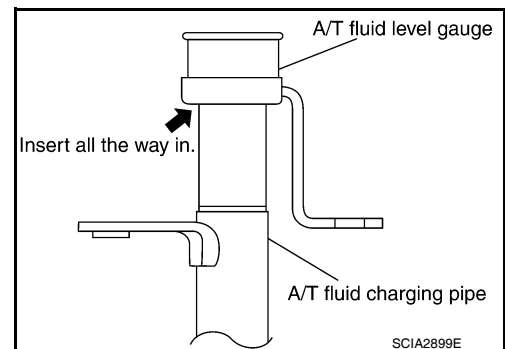 A/T fluid level gauge
Insert all the way in.
A/T fluid charging pipe
SCIA2899E